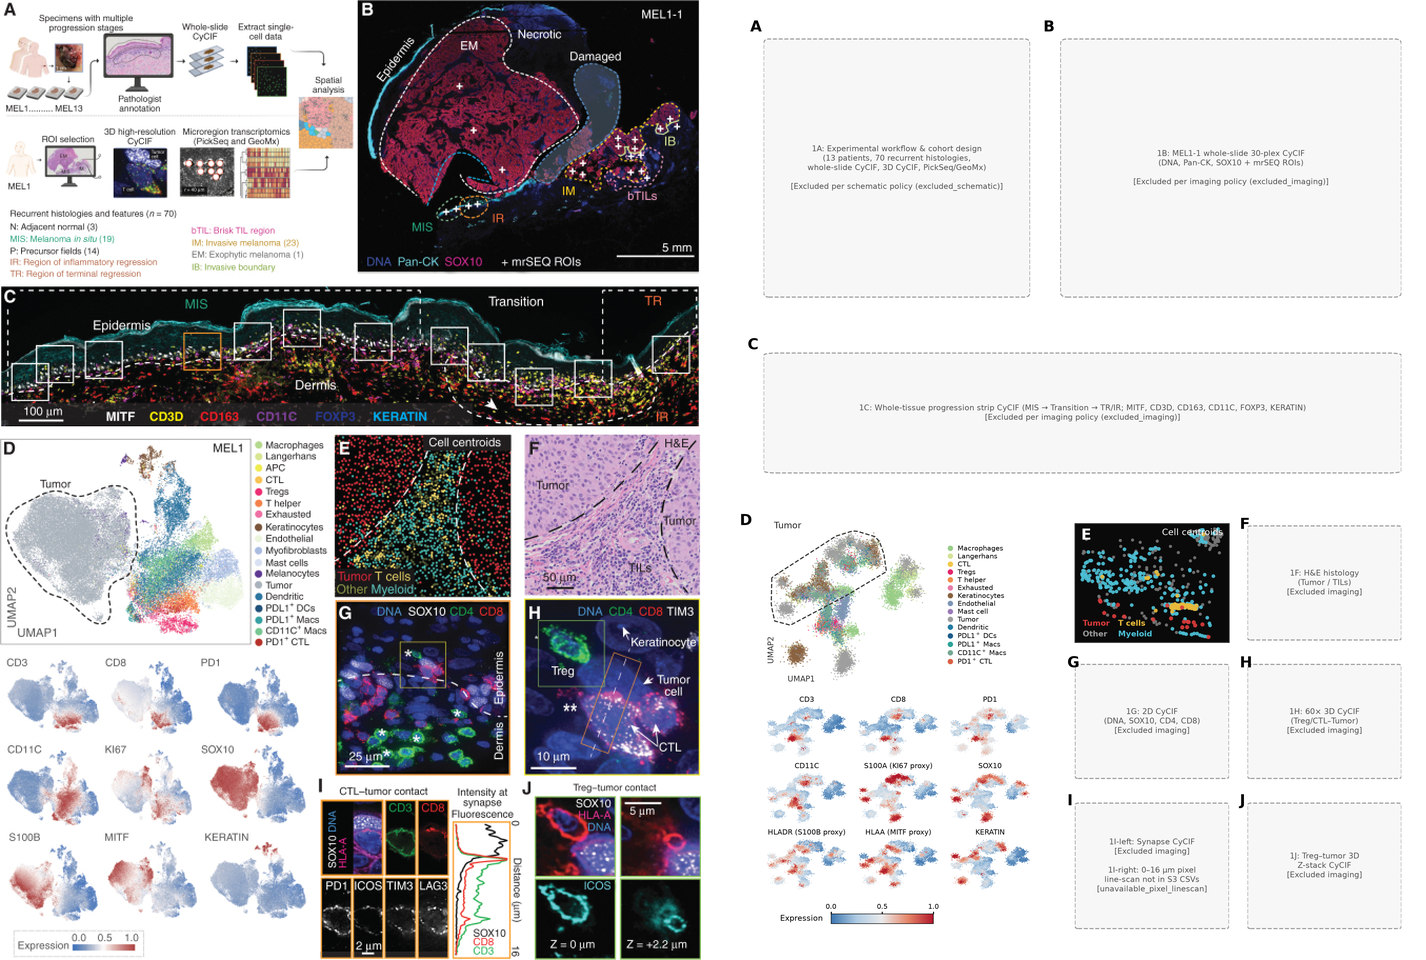 A
Specimens with multiple
progression stages
Whole-slide
CyCIF
Extract single-
cell data
MEL1.......... MEL13
Pathologist
annotation
Spatial
analysis
ROI selection
3D high-resolution
CyCIF
Microregion transcriptomics
(PickSeq and GeoMx)
MEL1
Tumor
cell
T cell
r = 40 µm
Recurrent histologies and features (n = 70)
N: Adjacent normal (3)
MIS: Melanoma in situ (19)
P: Precursor fields (14)
IR: Region of inflammatory regression
TR: Region of terminal regression
bTIL: Brisk TIL region
IM: Invasive melanoma (23)
EM: Exophytic melanoma (1)
IB: Invasive boundary
B
MEL1-1
Epidermis
EM
Necrotic
Damaged
IB
IM
bTILs
MIS
IR
5 mm
DNA Pan-CK SOX10 + mrSEQ ROIs
C
MIS
Transition
TR
Epidermis
Dermis
IR
100 µm
MITF CD3D CD163 CD11C FOXP3 KERATIN
D
MEL1
Tumor
UMAP2
UMAP1
Macrophages
Langerhans
APC
CTL
Tregs
T helper
Exhausted
Keratinocytes
Endothelial
Myofibroblasts
Mast cells
Melanocytes
Tumor
Dendritic
PDL1+ DCs
PDL1+ Macs
CD11C+ Macs
PD1+ CTL
CD3
CD8
PD1
CD11C
KI67
SOX10
S100B
MITF
KERATIN
Expression
0.0 0.5 1.0
E
Cell centroids
Tumor T cells
Other Myeloid
F
H&E
Tumor
Tumor
TILs
50 µm
G
DNA SOX10 CD4 CD8
*
*
*
*
Epidermis
Dermis
25 µm
H
DNA CD4 CD8 TIM3
Keratinocyte
Treg
Tumor
cell
**
CTL
10 µm
I
CTL–tumor contact
SOX10 DNA
HLA-A
CD3
CD8
PD1
ICOS
TIM3
LAG3
2 µm
Intensity at
synapse
Fluorescence
0
Distance (µm)
16
SOX10
CD8
CD3
J
Treg–tumor contact
SOX10
HLA-A
DNA
5 µm
ICOS
Z = 0 µm
Z = +2.2 µm
A
1A: Experimental workflow & cohort design
(13 patients, 70 recurrent histologies,
whole-slide CyCIF, 3D CyCIF, PickSeq/GeoMx)
[Excluded per schematic policy (excluded_schematic)]
B
1B: MEL1-1 whole-slide 30-plex CyCIF
(DNA, Pan-CK, SOX10 + mrSEQ ROIs)
[Excluded per imaging policy (excluded_imaging)]
C
1C: Whole-tissue progression strip CyCIF (MIS → Transition → TR/IR; MITF, CD3D, CD163, CD11C, FOXP3, KERATIN)
[Excluded per imaging policy (excluded_imaging)]
D
Tumor
UMAP2
UMAP1
Macrophages
Langerhans
CTL
Tregs
T helper
Exhausted
Keratinocytes
Endothelial
Mast cell
Tumor
Dendritic
PDL1+ DCs
PDL1+ Macs
CD11C+ Macs
PD1+ CTL
CD3
CD8
PD1
CD11C
S100A (KI67 proxy)
SOX10
HLADR (S100B proxy)
HLAA (MITF proxy)
KERATIN
Expression
0.0 0.5 1.0
E
Cell centroids
Tumor T cells
Other Myeloid
F
1F: H&E histology
(Tumor / TILs)
[Excluded imaging]
G
1G: 2D CyCIF
(DNA, SOX10, CD4, CD8)
[Excluded imaging]
H
1H: 60× 3D CyCIF
(Treg/CTL–Tumor)
[Excluded imaging]
I
1I-left: Synapse CyCIF
[Excluded imaging]
1I-right: 0–16 µm pixel
line-scan not in S3 CSVs
[unavailable_pixel_linescan]
J
1J: Treg–tumor 3D
Z-stack CyCIF
[Excluded imaging]